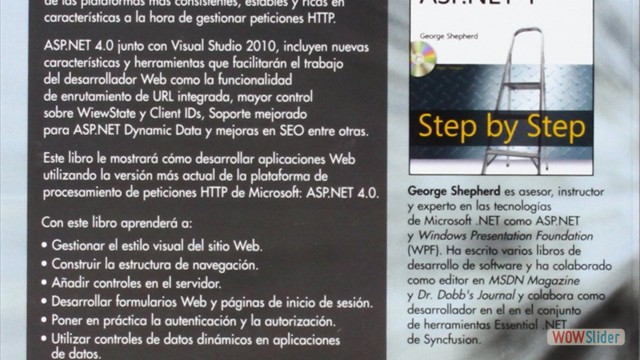 de las plataformas más consistentes, estables y ricas en
características a la hora de gestionar peticiones HTTP.
ASP.NET 4.0 junto con Visual Studio 2010, incluyen nuevas
características y herramientas que facilitarán el trabajo
del desarrollador Web como la funcionalidad
de enrutamiento de URL integrada, mayor control
sobre WiewState y Client IDs, Soporte mejorado
para ASP.NET Dynamic Data y mejoras en SEO entre otras.
Este libro le mostrará cómo desarrollar aplicaciones Web
utilizando la versión más actual de la plataforma de
procesamiento de peticiones HTTP de Microsoft: ASP.NET 4.0.
Con este libro aprenderá a:
• Gestionar el estilo visual del sitio Web.
• Construir la estructura de navegación.
• Añadir controles en el servidor.
• Desarrollar formularios Web y páginas de inicio de sesión.
• Poner en práctica la autenticación y la autorización.
• Utilizar controles de datos dinámicos en aplicaciones
de datos.
ASP.NET 4
George Shepherd
Step by Step
George Shepherd es asesor, instructor
y experto en las tecnologías
de Microsoft .NET como ASP.NET
y Windows Presentation Foundation
(WPF). Ha escrito varios libros de
desarrollo de software y ha colaborado
como editor en MSDN Magazine
y Dr. Dobb's Journal y colabora como
desarrollador en el en el conjunto
de herramientas Essential .NET
de Syncfusion.
WOWSlider